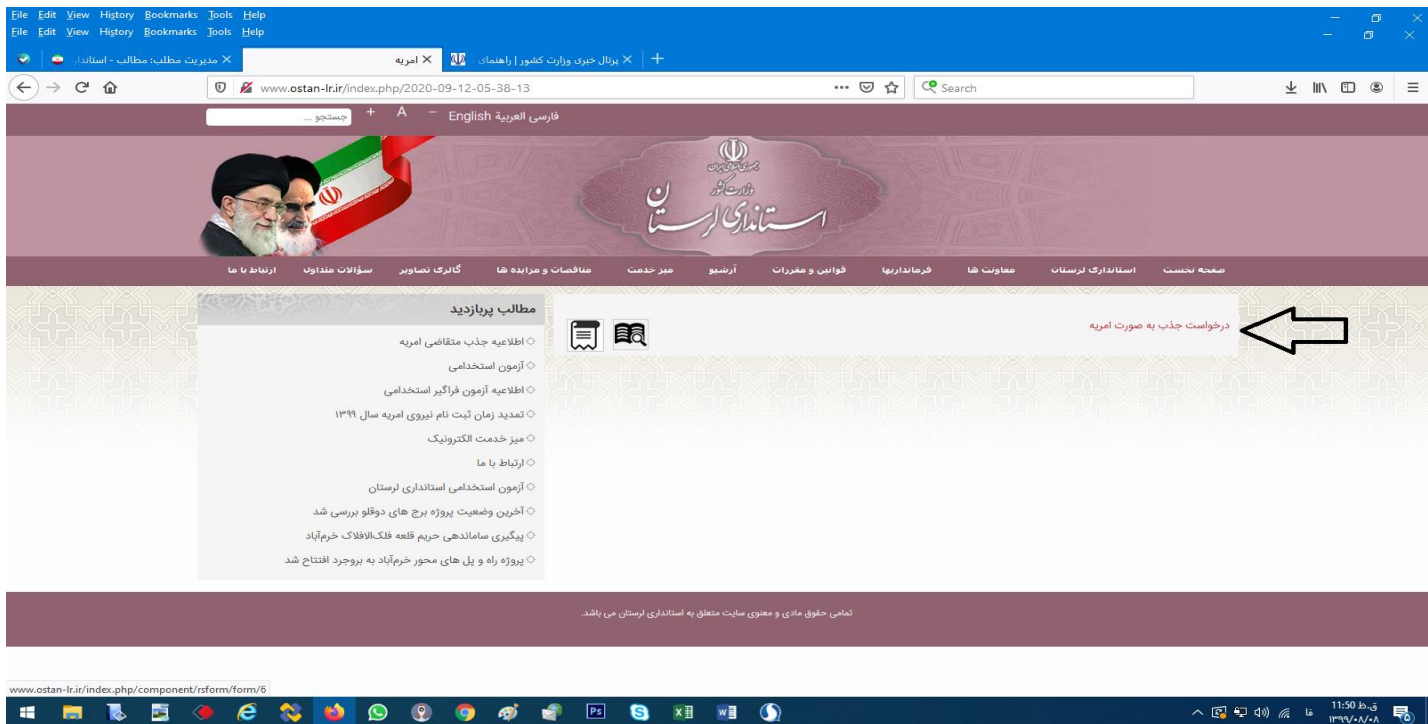 File Edit View History Bookmarks Tools Help
File Edit View History Bookmarks Tools Help
مدیریت مطلب: مطالب - استاندار
امریه
پرتال خبری وزارت کشور | راهنمای
www.ostan-lr.ir/index.php/2020-09-12-05-38-13
Search
جستجو ...
+ A − English العربية فارسی
جمهوری اسلامی ایران
وزارت کشور
استانداری لرستان
صفحه نخست استانداری لرستان معاونت ها فرمانداریها قوانین و مقررات آرشیو میز خدمت مناقصات و مزایده ها گالری تصاویر سؤالات متداول ارتباط با ما
درخواست جذب به صورت امریه
مطالب پربازدید
اطلاعیه جذب متقاضی امریه
آزمون استخدامی
اطلاعیه آزمون فراگیر استخدامی
تمدید زمان ثبت نام نیروی امریه سال ۱۳۹۹
میز خدمت الکترونیک
ارتباط با ما
آزمون استخدامی استانداری لرستان
آخرین وضعیت پروژه برج های دوقلو بررسی شد
پیگیری ساماندهی حریم قلعه فلک‌الافلاک خرم‌آباد
پروژه راه و پل های محور خرم‌آباد به بروجرد افتتاح شد
تمامی حقوق مادی و معنوی سایت متعلق به استانداری لرستان می باشد.
www.ostan-lr.ir/index.php/component/rsform/form/6
Ps
فا
11:50 ق.ظ
۱۳۹۹/۰۸/۰۸